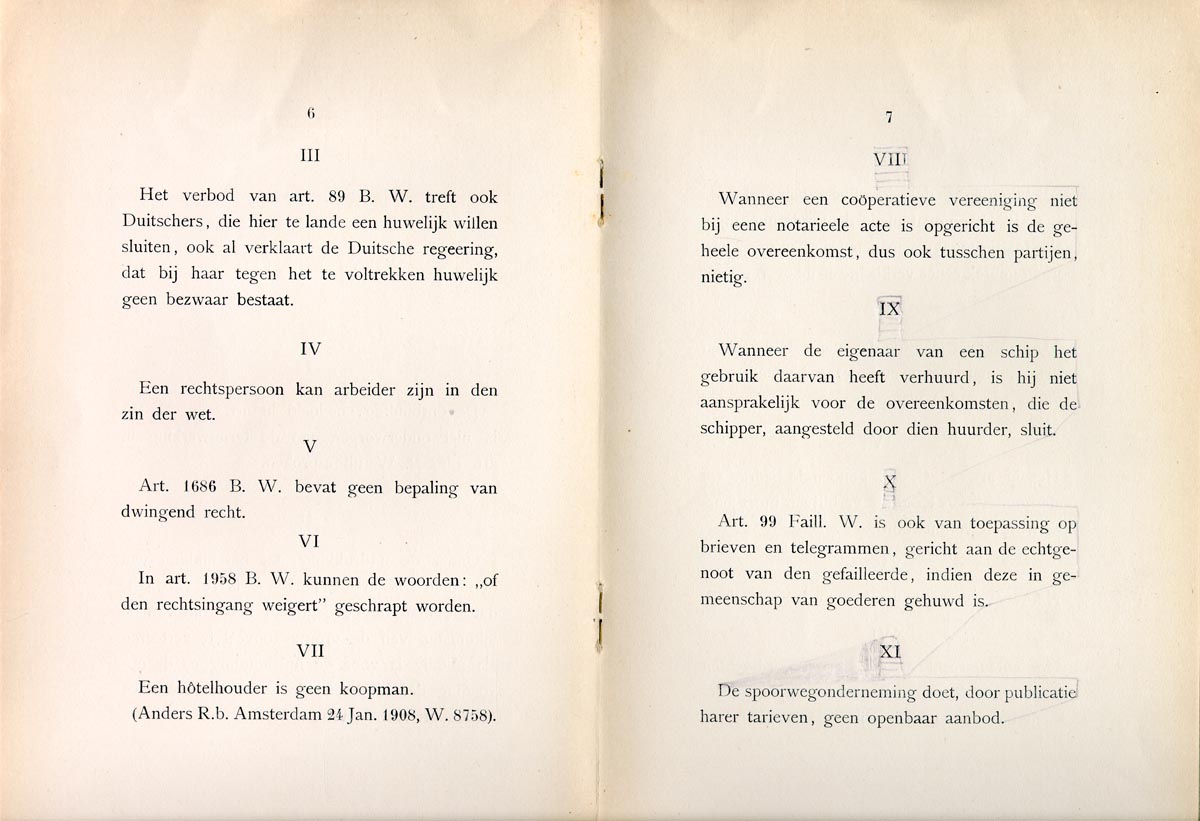 6
III
Het verbod van art. 89 B. W. treft ook
Duitschers, die hier te lande een huwelijk willen
sluiten, ook al verklaart de Duitsche regeering,
dat bij haar tegen het te voltrekken huwelijk
geen bezwaar bestaat.
IV
Een rechtspersoon kan arbeider zijn in den
zin der wet.
V
Art. 1686 B. W. bevat geen bepaling van
dwingend recht.
VI
In art. 1958 B. W. kunnen de woorden: „of
den rechtsingang weigert” geschrapt worden.
VII
Een hôtelhouder is geen koopman.
(Anders R.b. Amsterdam 24 Jan. 1908, W. 8758).
7
VIII
Wanneer een coöperatieve vereeniging niet
bij eene notarieele acte is opgericht is de ge-
heele overeenkomst, dus ook tusschen partijen,
nietig.
IX
Wanneer de eigenaar van een schip het
gebruik daarvan heeft verhuurd, is hij niet
aansprakelijk voor de overeenkomsten, die de
schipper, aangesteld door dien huurder, sluit.
X
Art. 99 Faill. W. is ook van toepassing op
brieven en telegrammen, gericht aan de echtge-
noot van den gefailleerde, indien deze in ge-
meenschap van goederen gehuwd is.
XI
De spoorwegonderneming doet, door publicatie
harer tarieven, geen openbaar aanbod.